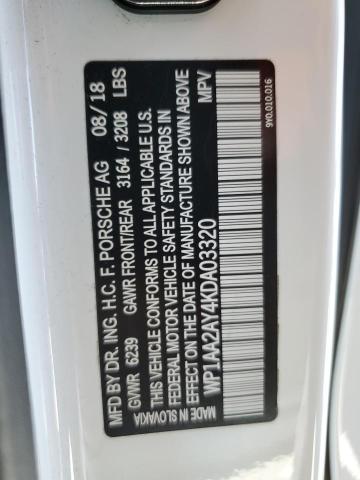 MFD BY DR. ING. H.C. F. PORSCHE AG 08/18
GVWR 6239 GAWR FRONT/REAR 3164 / 3208 LBS
THIS VEHICLE CONFORMS TO ALL APPLICABLE U.S.
FEDERAL MOTOR VEHICLE SAFETY STANDARDS IN
EFFECT ON THE DATE OF MANUFACTURE SHOWN ABOVE
WP1AA2AY4KDA03320 MPV
MADE IN SLOVAKIA
9Y0.010.016